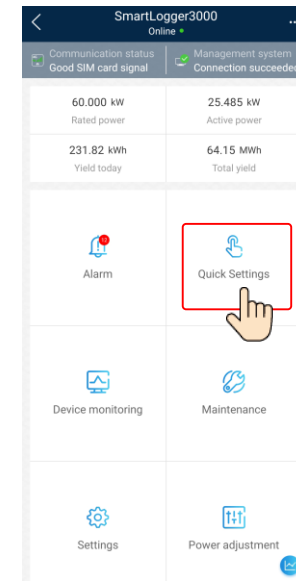 SmartLogger3000
Online
Communication status
Good SIM card signal
Management system
Connection succeeded
60.000 kW
Rated power
25.485 kW
Active power
231.82 kWh
Yield today
64.15 MWh
Total yield
12
Alarm
Quick Settings
Device monitoring
Maintenance
Settings
Power adjustment